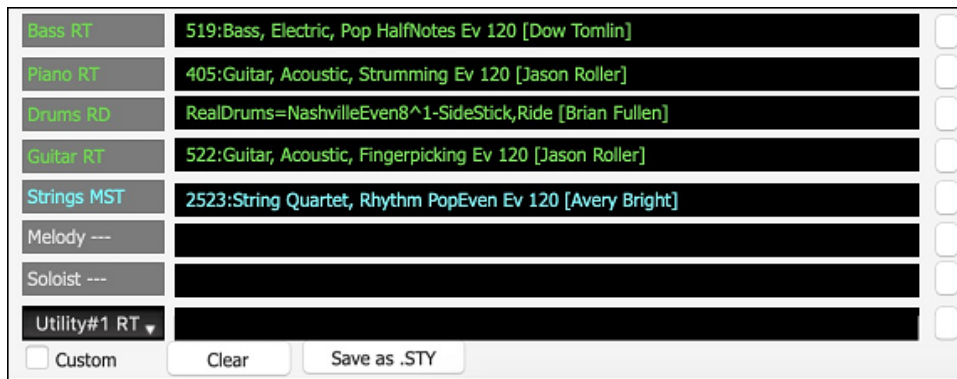 Bass RT 519:Bass, Electric, Pop HalfNotes Ev 120 [Dow Tomlin]
Piano RT 405:Guitar, Acoustic, Strumming Ev 120 [Jason Roller]
Drums RD RealDrums=NashvilleEven8^1-SideStick,Ride [Brian Fullen]
Guitar RT 522:Guitar, Acoustic, Fingerpicking Ev 120 [Jason Roller]
Strings MST 2523:String Quartet, Rhythm PopEven Ev 120 [Avery Bright]
Melody ---
Soloist ---
Utility#1 RT
Custom Clear Save as .STY